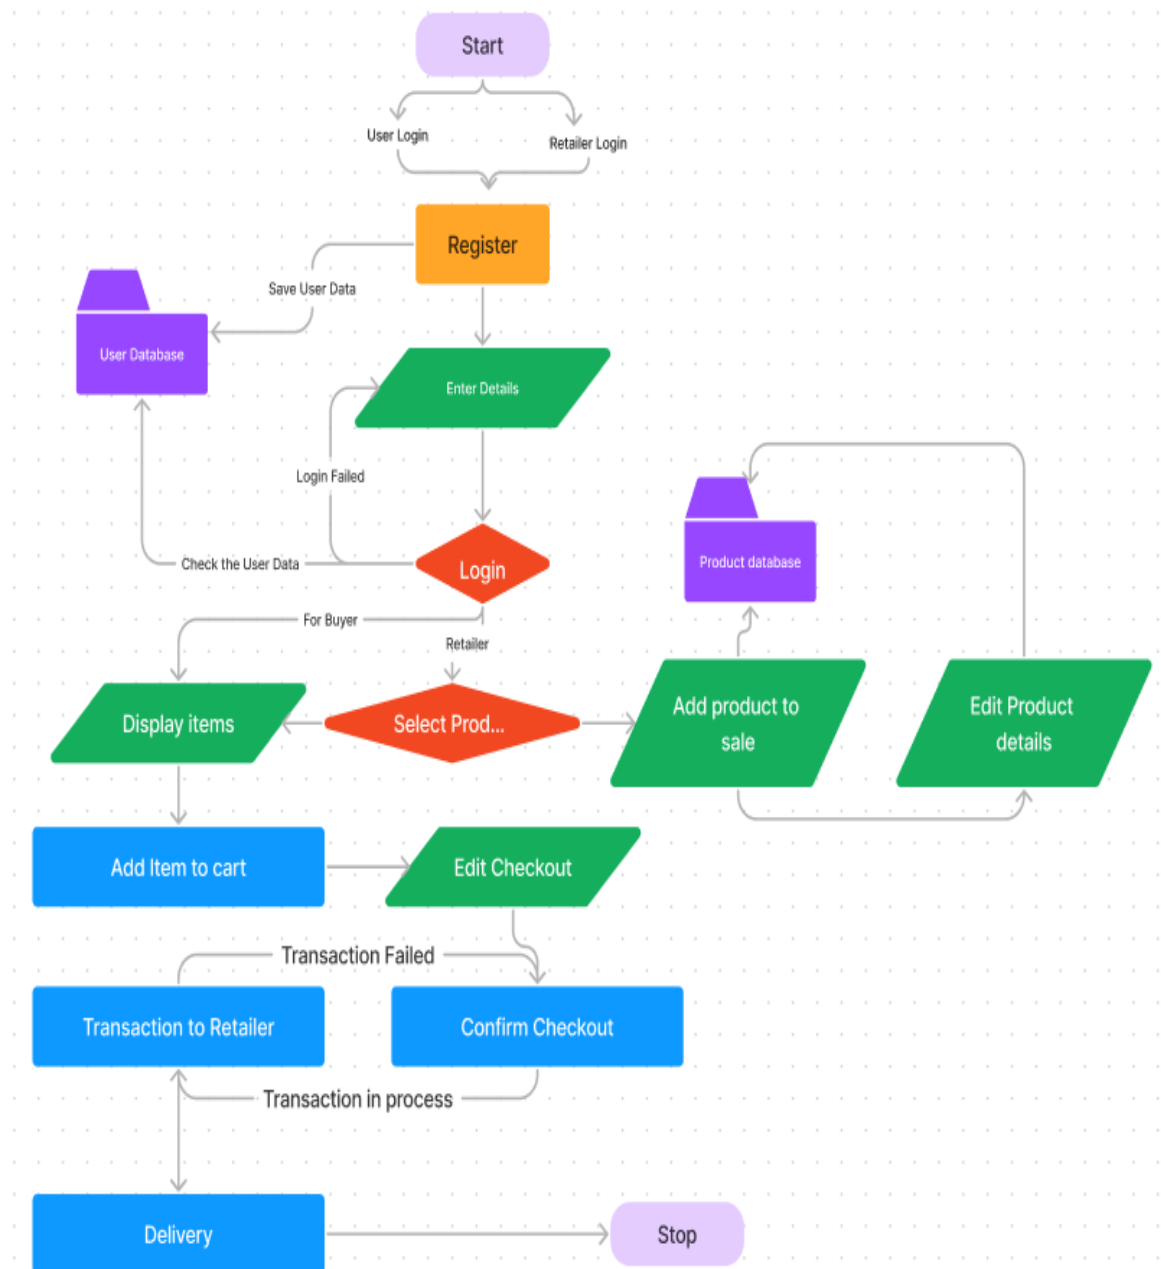 Start
User Login
Retailer Login
Register
Save User Data
User Database
Enter Details
Login Failed
Check the User Data
Login
Product database
For Buyer
Retailer
Display items
Select Prod...
Add product to
sale
Edit Product
details
Add Item to cart
Edit Checkout
Transaction Failed
Transaction to Retailer
Confirm Checkout
Transaction in process
Delivery
Stop